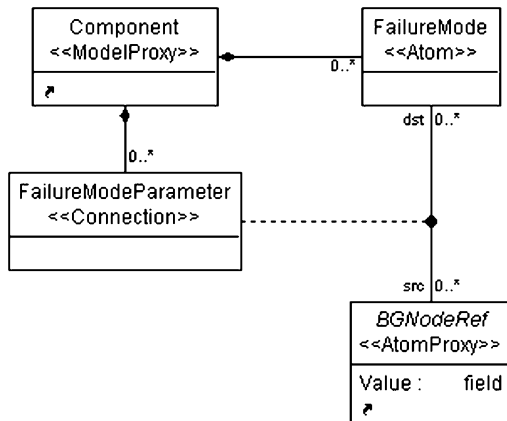 Component
<<ModelProxy>>
FailureMode
<<Atom>>
0..*
dst
0..*
0..*
FailureModeParameter
<<Connection>>
src
0..*
BGNodeRef
<<AtomProxy>>
Value : field